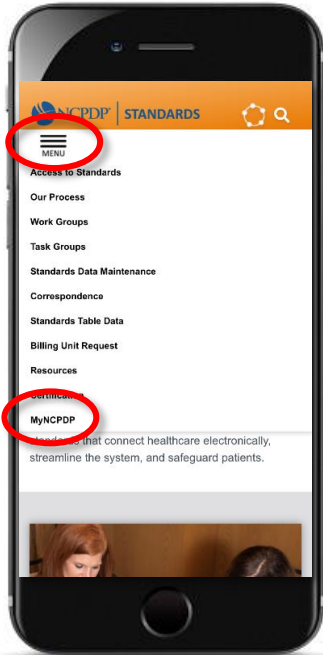 NCPDP STANDARDS
MENU
Access to Standards
Our Process
Work Groups
Task Groups
Standards Data Maintenance
Correspondence
Standards Table Data
Billing Unit Request
Resources
Certification
MyNCPDP
standards that connect healthcare electronically,
streamline the system, and safeguard patients.